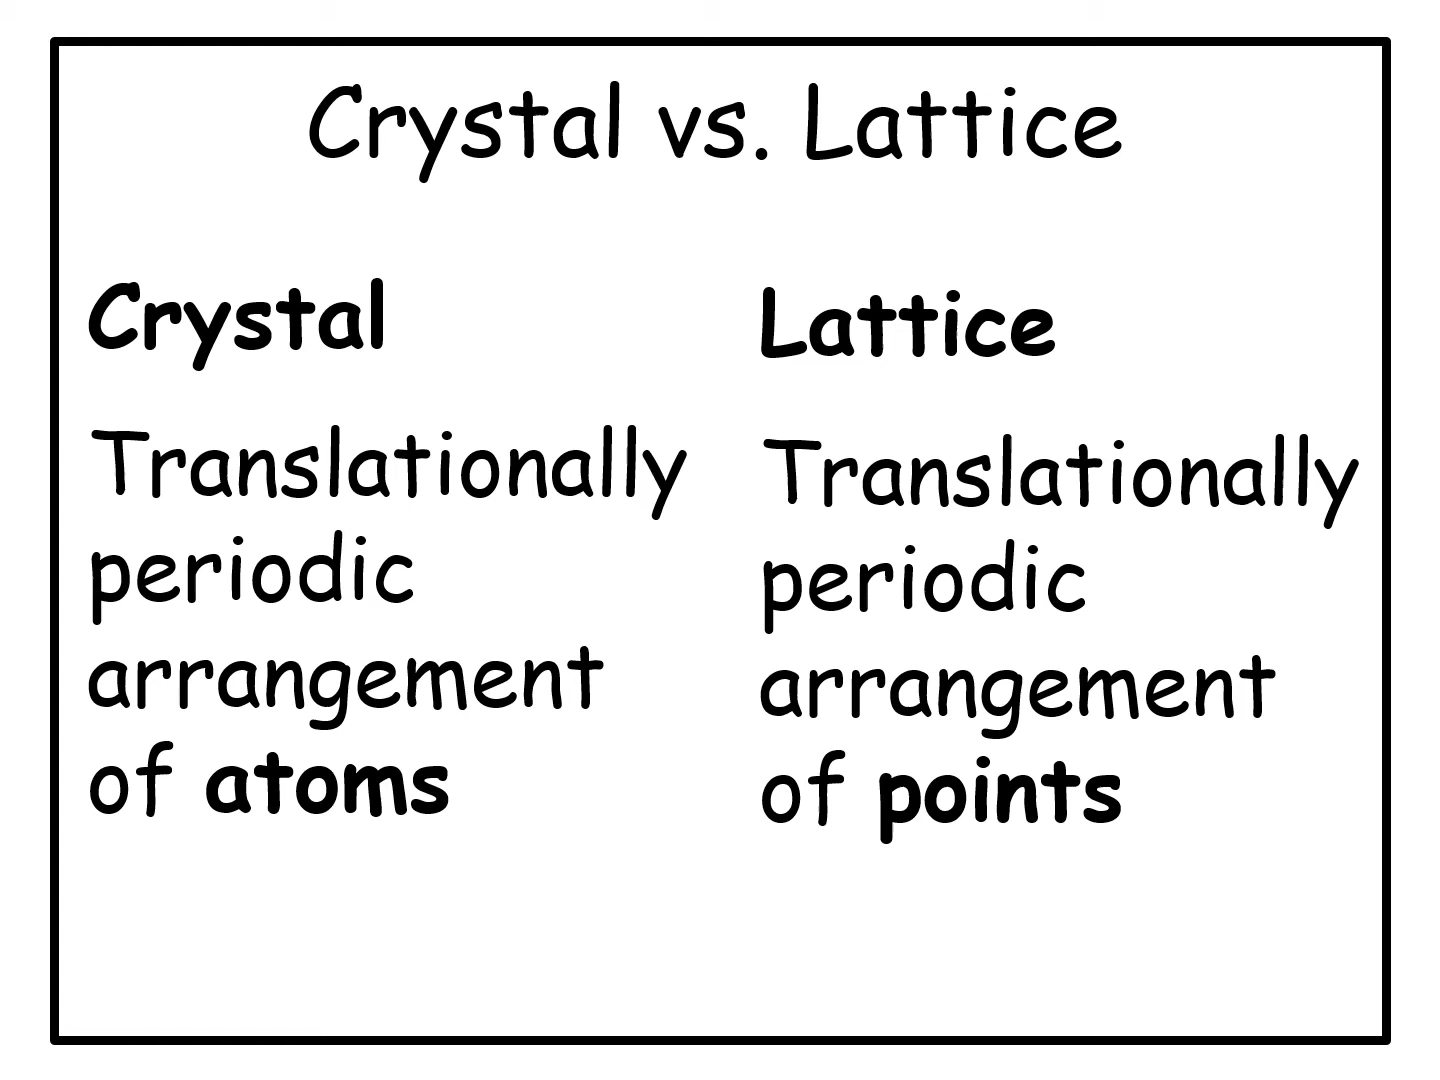 Crystal vs. Lattice
Crystal
Translationally
periodic
arrangement
of atoms
Lattice
Translationally
periodic
arrangement
of points